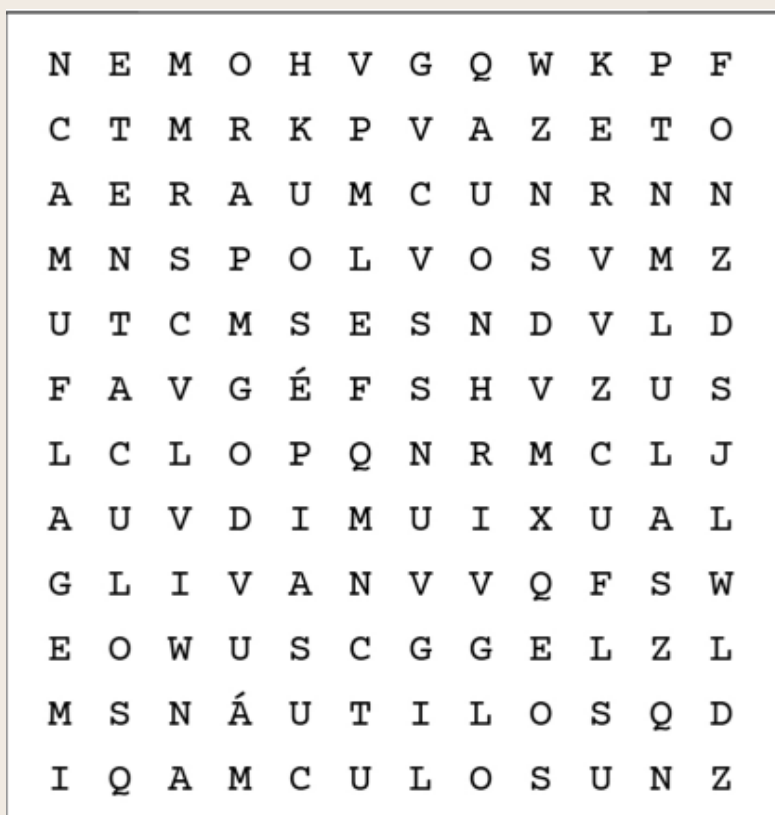 N E M O H V G Q W K P F
C T M R K P V A Z E T O
A E R A U M C U N R N N
M N S P O L V O S V M Z
U T C M S E S N D V L D
F A V G É F S H V Z U S
L C L O P Q N R M C L J
A U V D I M U I X U A L
G L I V A N V V Q F S W
E O W U S C G G E L Z L
M S N Á U T I L O S Q D
I Q A M C U L O S U N Z